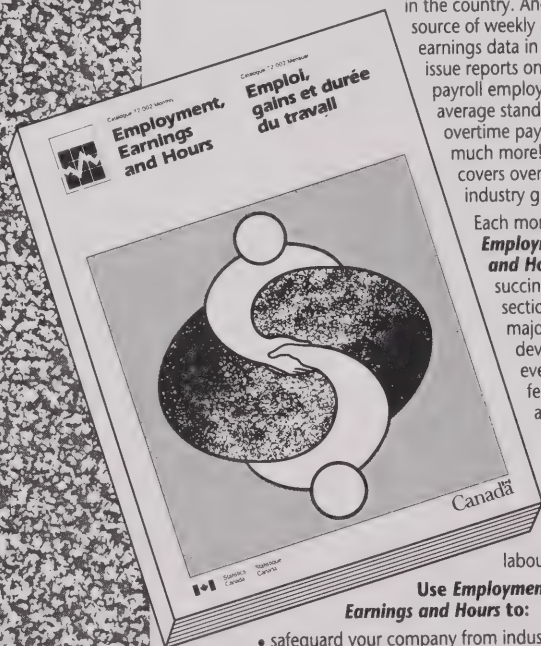 in the country. And
source of weekly
earnings data in
issue reports on
payroll employ
average stand
overtime pay
much more!
covers over
industry g
Catalogue 72-002 Monthly
Employment,
Earnings
and Hours
Catalogue 72-002 Mensuel
Emploi,
gains et durée
du travail
Each mor
Employn
and Ho
succin
sectio
majo
dev
eve
fe
a
Canada
Statistics
Canada
Statistique
Canada
labou
Use Employmen
Earnings and Hours to:
• safeguard your company from indus